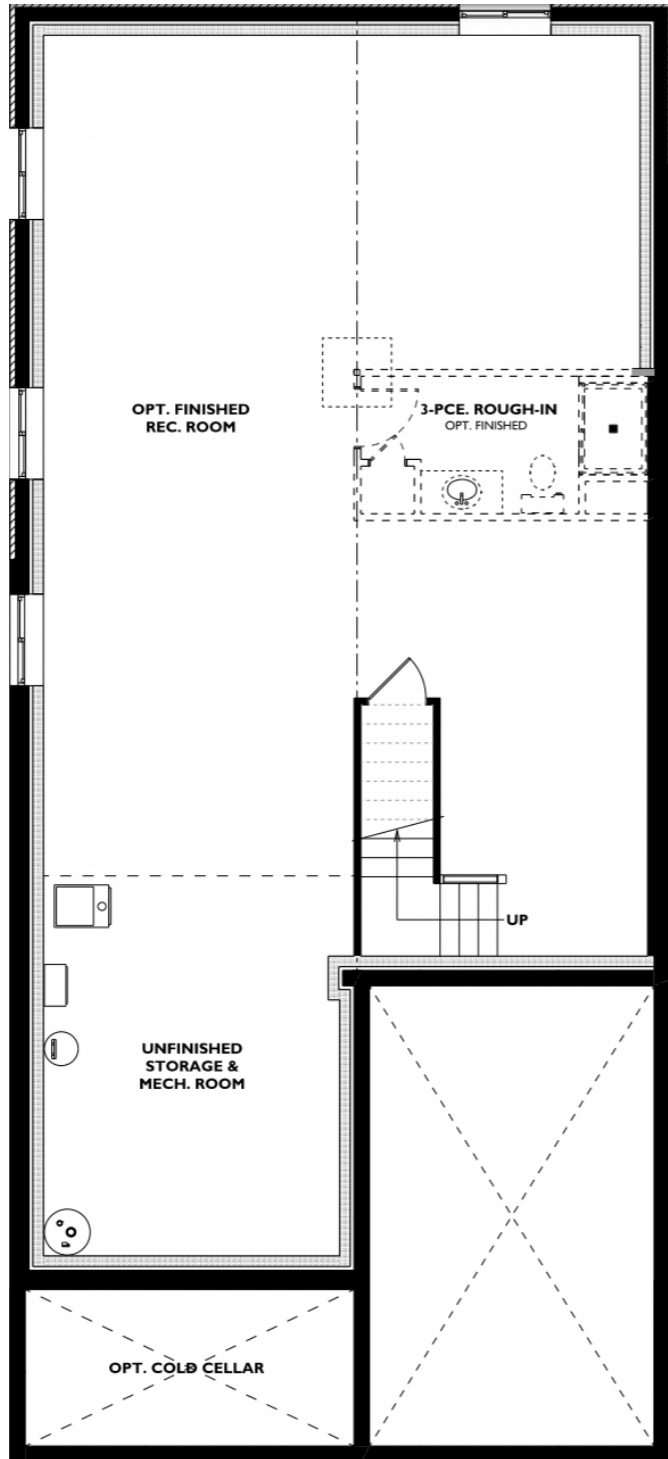 OPT. FINISHED
REC. ROOM
3-PCE. ROUGH-IN
OPT. FINISHED
UP
UNFINISHED
STORAGE &
MECH. ROOM
OPT. COLD CELLAR